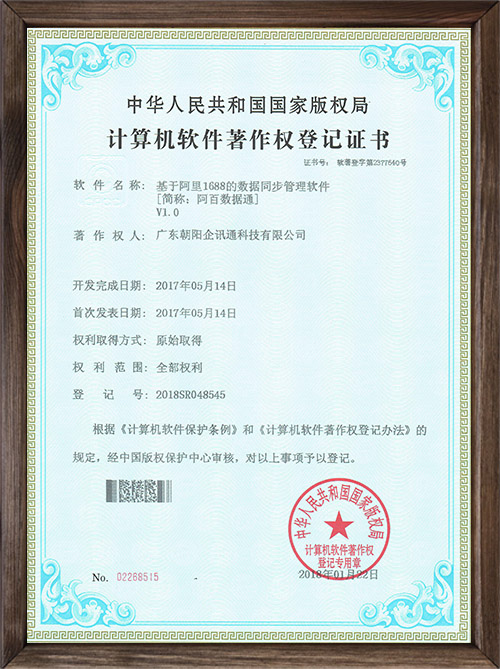 中华人民共和国国家版权局
计算机软件著作权登记证书
证书号： 软著登字第2377640号
软件名称： 基于阿里1688的数据同步管理软件
[简称：阿百数据通]
V1.0
著作权人： 广东朝阳企讯通科技有限公司
开发完成日期： 2017年05月14日
首次发表日期： 2017年05月14日
权利取得方式： 原始取得
权利范围： 全部权利
登记号： 2018SR048545
根据《计算机软件保护条例》和《计算机软件著作权登记办法》的
规定，经中国版权保护中心审核，对以上事项予以登记。
中华人民共和国国家版权局
计算机软件著作权
登记专用章
No. 02268515
2018年01月22日